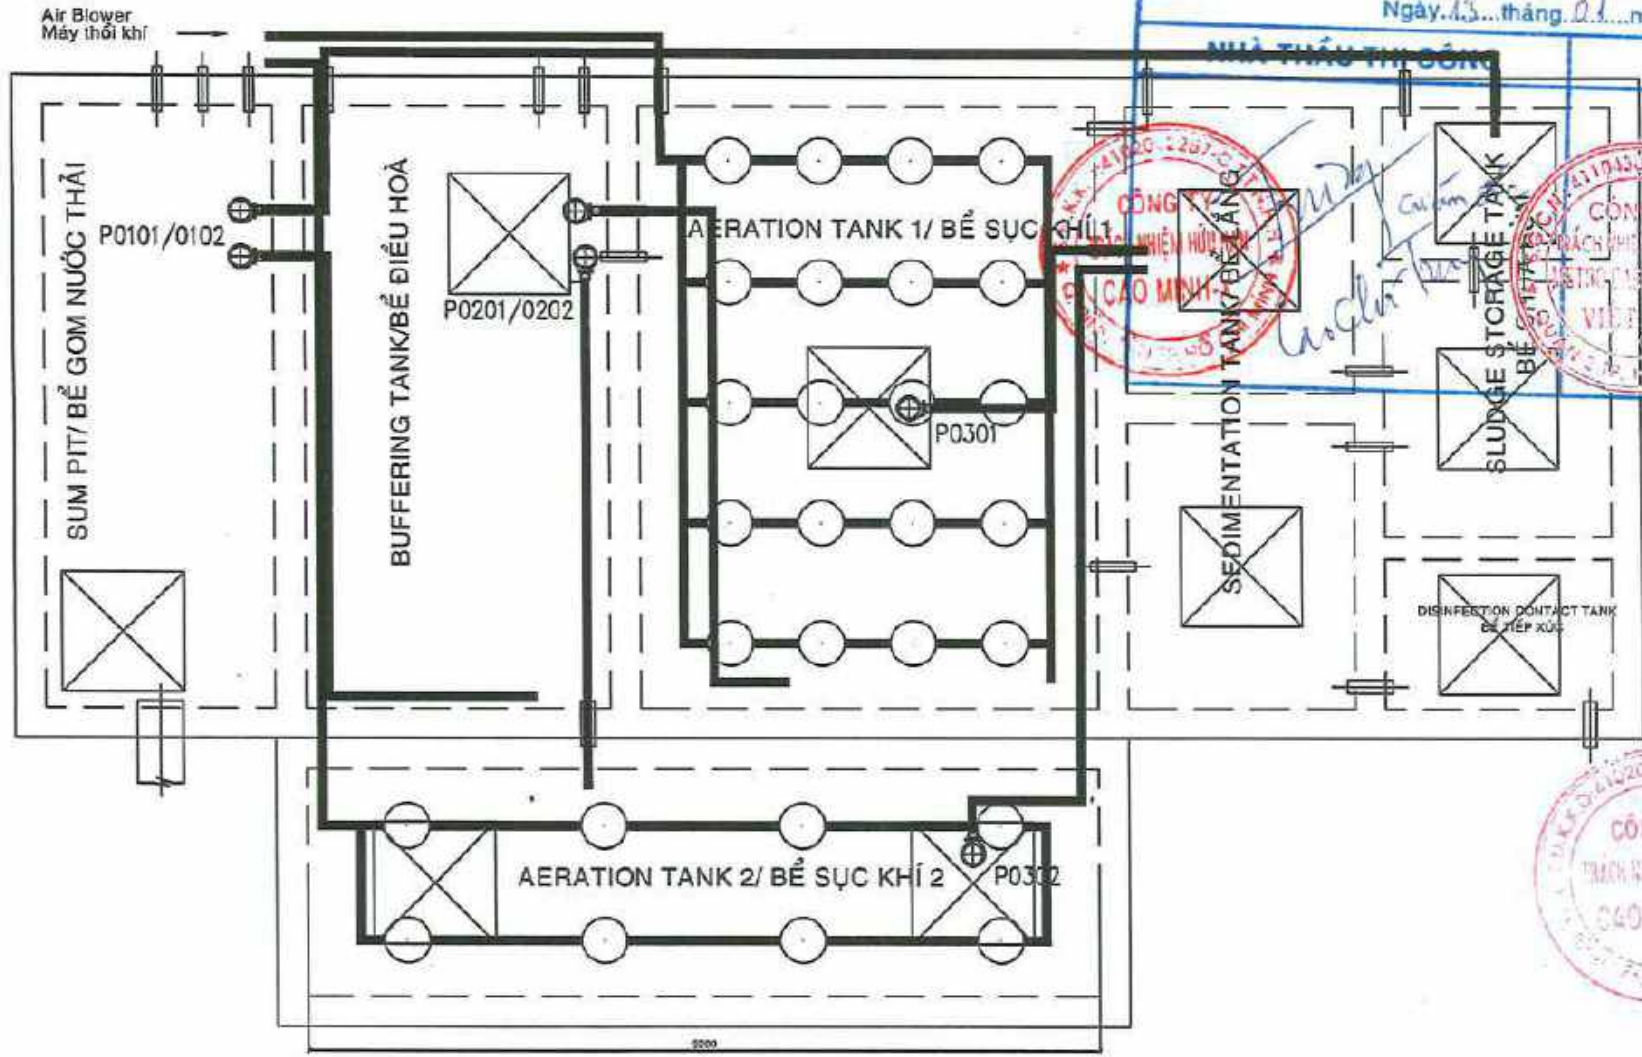 Air Blower
Máy thổi khí
Ngày 13 tháng 01
NHÀ THẦU THI CÔNG
SUM PIT/ BỂ GOM NƯỚC THẢI
P0101/0102
BUFFERING TANK/BỂ ĐIỀU HOÀ
P0201/0202
AERATION TANK 1/ BỂ SỤC KHÍ 1
P0301
SEDIMENTATION TANK/BỂ LẮNG
SLUDGE STORAGE TANK
DISINFECTION CONTACT TANK
BỂ TIẾP XÚC
AERATION TANK 2/ BỂ SỤC KHÍ 2
P0302
CÔNG TY
CAO MINH